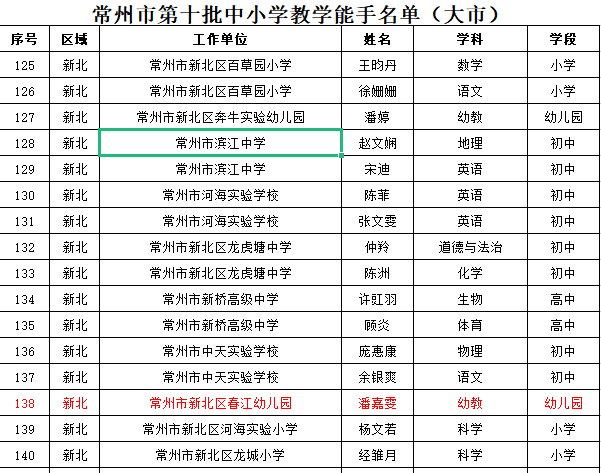 常州市第十批中小学教学能手名单（大市）
序号 区域 工作单位 姓名 学科 学段
125 新北 常州市新北区百草园小学 王昀丹 数学 小学
126 新北 常州市新北区百草园小学 徐姗姗 语文 小学
127 新北 常州市新北区奔牛实验幼儿园 潘婷 幼教 幼儿园
128 新北 常州市滨江中学 赵文娴 地理 初中
129 新北 常州市滨江中学 宋迪 英语 初中
130 新北 常州市河海实验学校 陈菲 英语 初中
131 新北 常州市河海实验学校 张文雯 英语 初中
132 新北 常州市新北区龙虎塘中学 仲羚 道德与法治 初中
133 新北 常州市新北区龙虎塘中学 陈洲 化学 初中
134 新北 常州市新桥高级中学 许虹羽 生物 高中
135 新北 常州市新桥高级中学 顾炎 体育 高中
136 新北 常州市中天实验学校 庞惠康 物理 初中
137 新北 常州市中天实验学校 余银爽 语文 初中
138 新北 常州市新北区春江幼儿园 潘嘉雯 幼教 幼儿园
139 新北 常州市新北区河海实验小学 杨文若 科学 小学
140 新北 常州市新北区龙城小学 经雏月 科学 小学